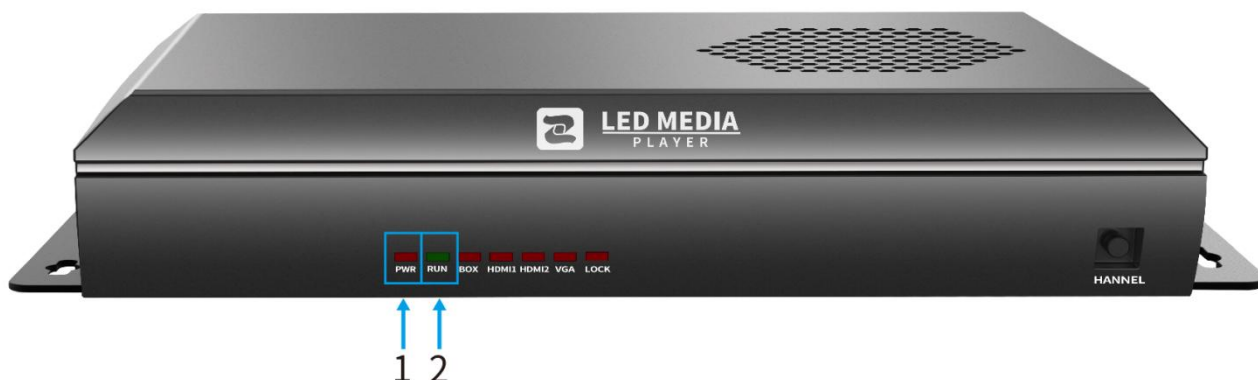 LED MEDIA
PLAYER
PWR RUN BOX HDMI1 HDMI2 VGA LOCK
HANNEL
1 2